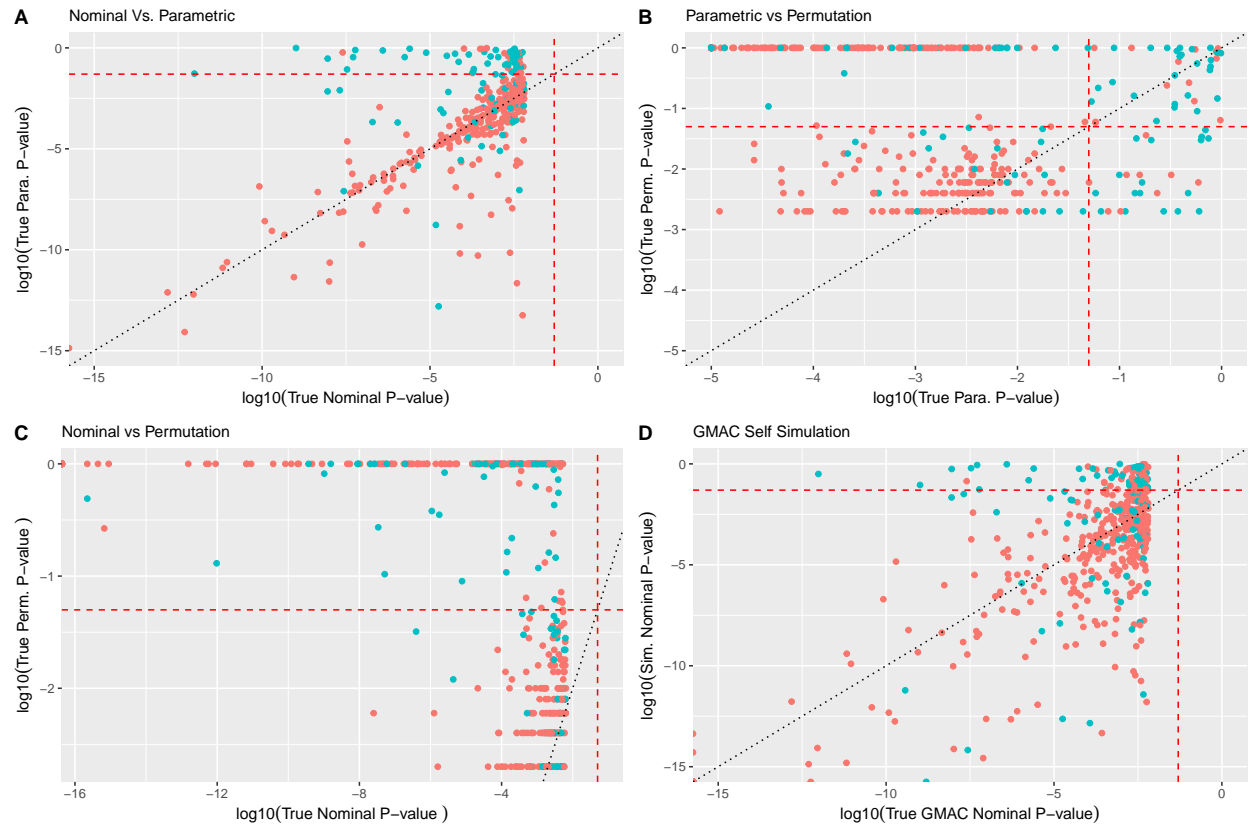 A Nominal Vs. Parametric
0
−5
−10
−15
−15 −10 −5 0
log10(True Nominal P−value)
log10(True Para. P−value)
B Parametric vs Permutation
0
−1
−2
−3
−4
−5
−5 −4 −3 −2 −1 0
log10(True Para. P−value)
log10(True Perm. P−value)
C Nominal vs Permutation
0
−1
−2
−16 −12 −8 −4
log10(True Nominal P−value )
log10(True Perm. P−value )
D GMAC Self Simulation
0
−5
−10
−15
−15 −10 −5 0
log10(True GMAC Nominal P−value)
log10(Sim. Nominal P−value)